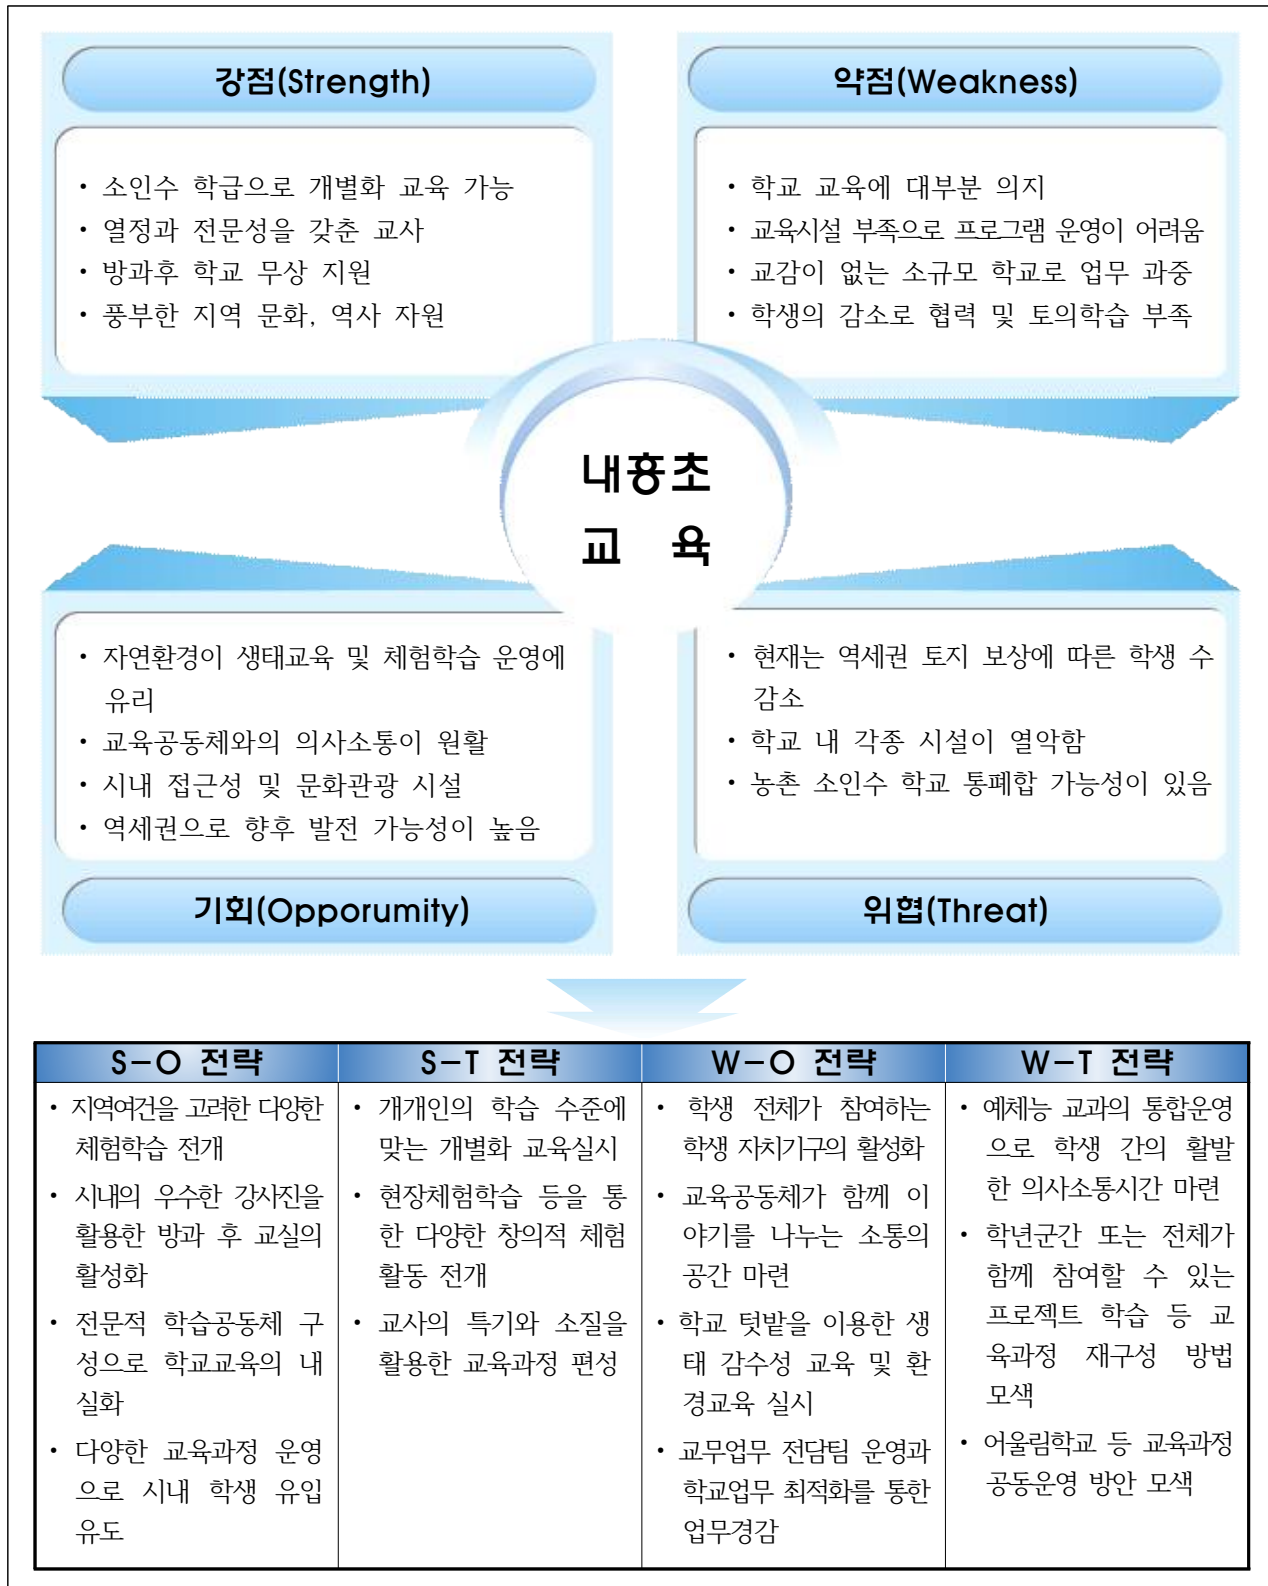 강점(Strength)
• 소인수 학급으로 개별화 교육 가능
• 열정과 전문성을 갖춘 교사
• 방과후 학교 무상 지원
• 풍부한 지역 문화, 역사 자원
약점(Weakness)
• 학교 교육에 대부분 의지
• 교육시설 부족으로 프로그램 운영이 어려움
• 교감이 없는 소규모 학교로 업무 과중
• 학생의 감소로 협력 및 토의학습 부족
내흥초
교 육
• 자연환경이 생태교육 및 체험학습 운영에
유리
• 교육공동체와의 의사소통이 원활
• 시내 접근성 및 문화관광 시설
• 역세권으로 향후 발전 가능성이 높음
기회(Opporumity)
• 현재는 역세권 토지 보상에 따른 학생 수
감소
• 학교 내 각종 시설이 열악함
• 농촌 소인수 학교 통폐합 가능성이 있음
위협(Threat)
S-O 전략
• 지역여건을 고려한 다양한
체험학습 전개
• 시내의 우수한 강사진을
활용한 방과 후 교실의
활성화
• 전문적 학습공동체 구
성으로 학교교육의 내
실화
• 다양한 교육과정 운영
으로 시내 학생 유입
유도
S-T 전략
• 개개인의 학습 수준에
맞는 개별화 교육실시
• 현장체험학습 등을 통
한 다양한 창의적 체험
활동 전개
• 교사의 특기와 소질을
활용한 교육과정 편성
W-O 전략
• 학생 전체가 참여하는
학생 자치기구의 활성화
• 교육공동체가 함께 이
야기를 나누는 소통의
공간 마련
• 학교 텃밭을 이용한 생
태 감수성 교육 및 환
경교육 실시
• 교무업무 전담팀 운영과
학교업무 최적화를 통한
업무경감
W-T 전략
• 예체능 교과의 통합운영
으로 학생 간의 활발
한 의사소통시간 마련
• 학년군간 또는 전체가
함께 참여할 수 있는
프로젝트 학습 등 교
육과정 재구성 방법
모색
• 어울림학교 등 교육과정
공동운영 방안 모색